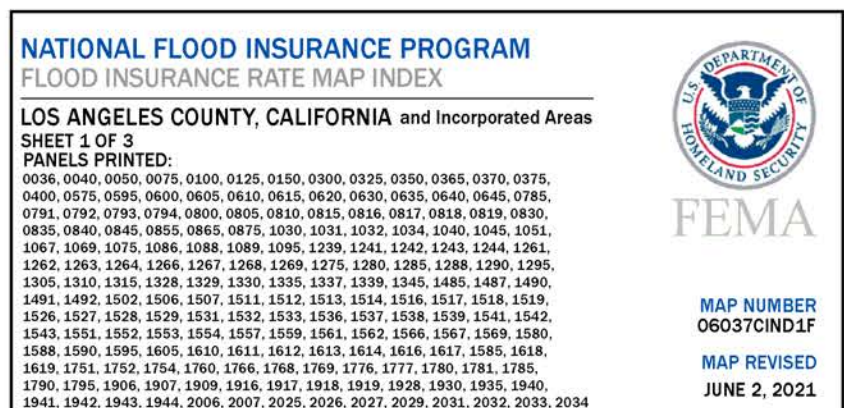 NATIONAL FLOOD INSURANCE PROGRAM
FLOOD INSURANCE RATE MAP INDEX
LOS ANGELES COUNTY, CALIFORNIA and Incorporated Areas
SHEET 1 OF 3
PANELS PRINTED:
0036, 0040, 0050, 0075, 0100, 0125, 0150, 0300, 0325, 0350, 0365, 0370, 0375,
0400, 0575, 0595, 0600, 0605, 0610, 0615, 0620, 0630, 0635, 0640, 0645, 0785,
0791, 0792, 0793, 0794, 0800, 0805, 0810, 0815, 0816, 0817, 0818, 0819, 0830,
0835, 0840, 0845, 0855, 0865, 0875, 1030, 1031, 1032, 1034, 1040, 1045, 1051,
1067, 1069, 1075, 1086, 1088, 1089, 1095, 1239, 1241, 1242, 1243, 1244, 1261,
1262, 1263, 1264, 1266, 1267, 1268, 1269, 1275, 1280, 1285, 1288, 1290, 1295,
1305, 1310, 1315, 1328, 1329, 1330, 1335, 1337, 1339, 1345, 1485, 1487, 1490,
1491, 1492, 1502, 1506, 1507, 1511, 1512, 1513, 1514, 1516, 1517, 1518, 1519,
1526, 1527, 1528, 1529, 1531, 1532, 1533, 1536, 1537, 1538, 1539, 1541, 1542,
1543, 1551, 1552, 1553, 1554, 1557, 1559, 1561, 1562, 1566, 1567, 1569, 1580,
1588, 1590, 1595, 1605, 1610, 1611, 1612, 1613, 1614, 1616, 1617, 1585, 1618,
1619, 1751, 1752, 1754, 1760, 1766, 1768, 1769, 1776, 1777, 1780, 1781, 1785,
1790, 1795, 1906, 1907, 1909, 1916, 1917, 1918, 1919, 1928, 1930, 1935, 1940,
1941, 1942, 1943, 1944, 2006, 2007, 2025, 2026, 2027, 2029, 2031, 2032, 2033, 2034
U.S. DEPARTMENT OF HOMELAND SECURITY
FEMA
MAP NUMBER
06037CIND1F
MAP REVISED
JUNE 2, 2021